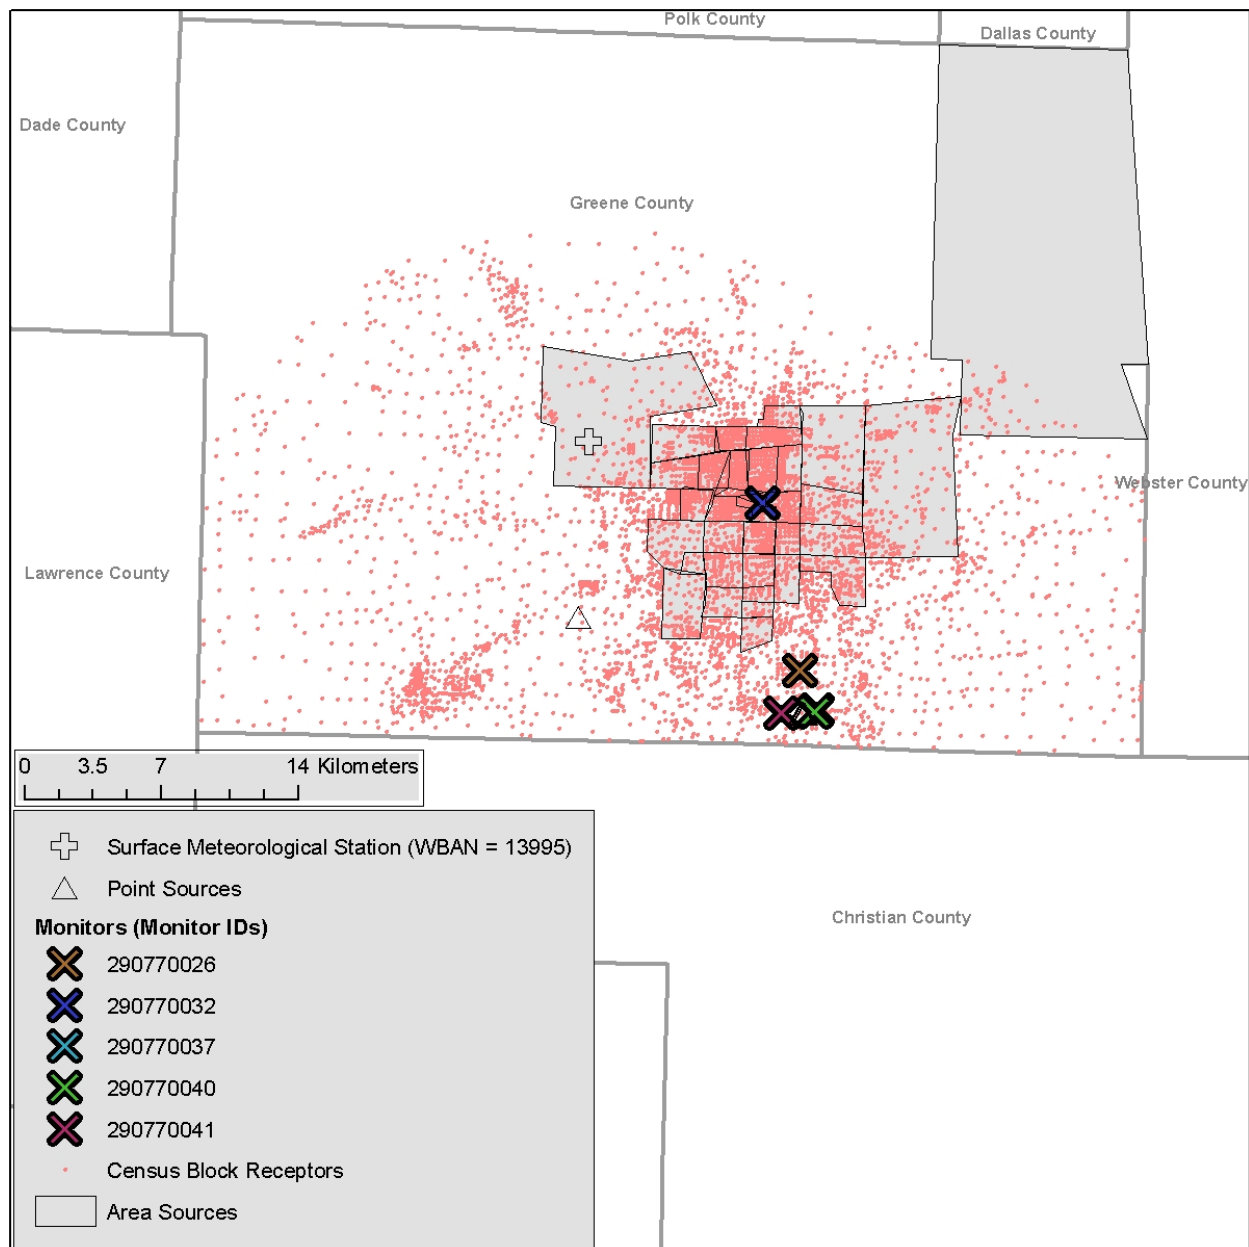 Polk County
Dallas County
Dade County
Greene County
Webster County
Lawrence County
0 3.5 7 14 Kilometers
Surface Meteorological Station (WBAN = 13995)
Point Sources
Monitors (Monitor IDs)
Christian County
290770026
290770032
290770037
290770040
290770041
Census Block Receptors
Area Sources